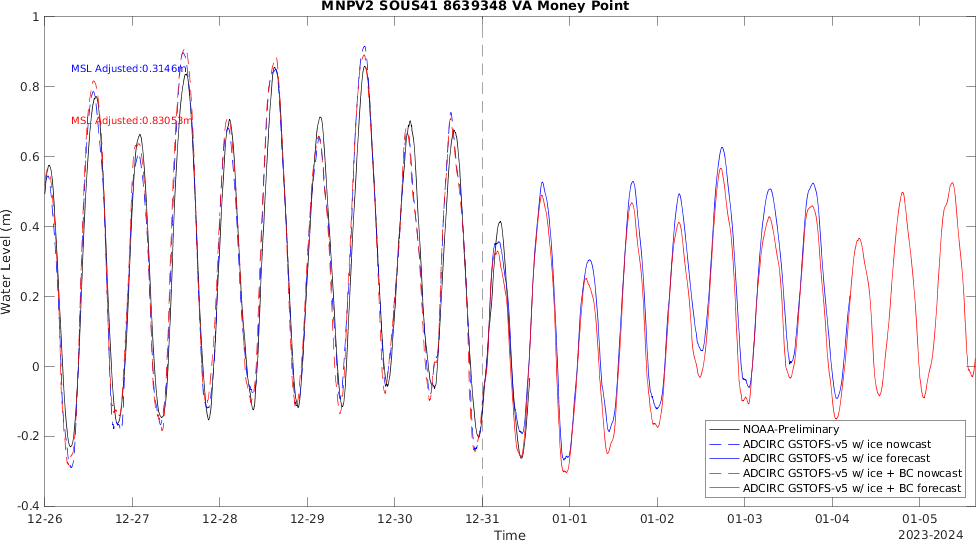 MNPV2 SOUS41 8639348 VA Money Point
1
0.8
0.6
0.4
0.2
0
-0.2
-0.4
Water Level (m)
MSL Adjusted:0.3146m
MSL Adjusted:0.83053m
NOAA-Preliminary
ADCIRC GSTOFS-v5 w/ ice nowcast
ADCIRC GSTOFS-v5 w/ ice forecast
ADCIRC GSTOFS-v5 w/ ice + BC nowcast
ADCIRC GSTOFS-v5 w/ ice + BC forecast
12-26 12-27 12-28 12-29 12-30 12-31 01-01 01-02 01-03 01-04 01-05
Time
2023-2024